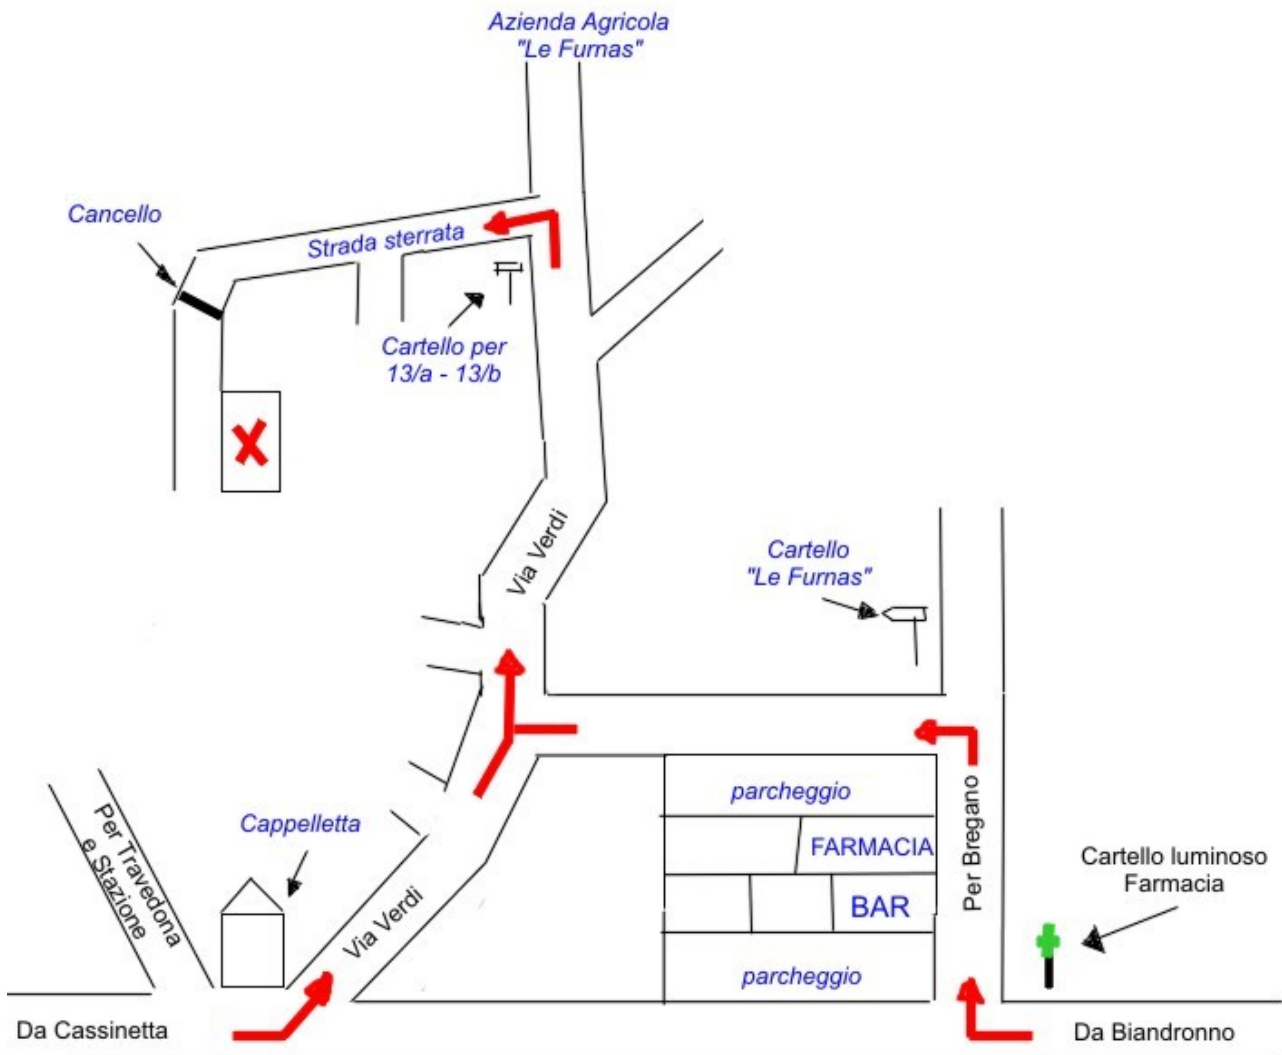 Azienda Agricola
"Le Furnas"
Cancello
Strada sterrata
Cartello per
13/a - 13/b
Via Verdi
Cartello
"Le Furnas"
Per Travedona
e Stazione
Cappelletta
Via Verdi
parcheggio
FARMACIA
BAR
parcheggio
Per Bregano
Cartello luminoso
Farmacia
Da Cassinetta
Da Biandronno